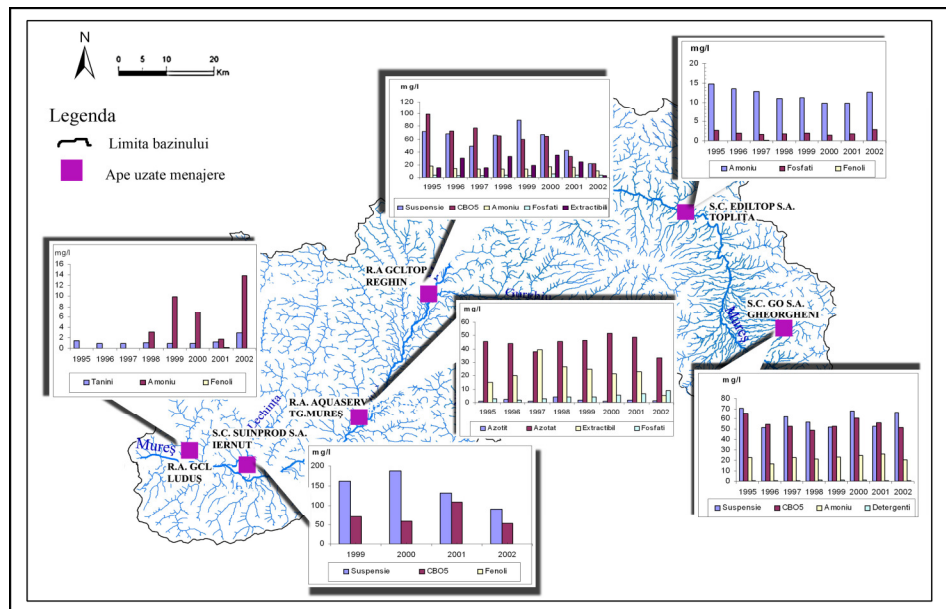 N
0 5 10 20
Km
Legenda
Limita bazinului
Ape uzate menajere
mg/l
120
100
80
60
40
20
0
1995 1996 1997 1998 1999 2000 2001 2002
Suspensie CBO5 Amoniu Fosfati Extractibili
mg/l
20
15
10
5
0
1995 1996 1997 1998 1999 2000 2001 2002
Amoniu Fosfati Fenoli
S.C. EDILTOP S.A.
TOPLIȚA
R.A GCLTOP
REGHIN
Gurghiu
mg/l
16
14
12
10
8
6
4
2
0
1995 1996 1997 1998 1999 2000 2001 2002
Tanini Amoniu Fenoli
mg/l
60
50
40
30
20
10
0
1995 1996 1997 1998 1999 2000 2001 2002
Azotit Azotat Extractibil Fosfati
Mureș
S.C. GO S.A.
GHEORGHENI
mg/l
80
70
60
50
40
30
20
10
0
1995 1996 1997 1998 1999 2000 2001 2002
Suspensie CBO5 Amoniu Detergenti
R.A. AQUASERV
TG.MUREȘ
Lechința
S.C. SUINPROD S.A.
IERNUT
Mureș
R.A. GCL
LUDUȘ
mg/l
200
150
100
50
0
1999 2000 2001 2002
Suspensie CBO5 Fenoli